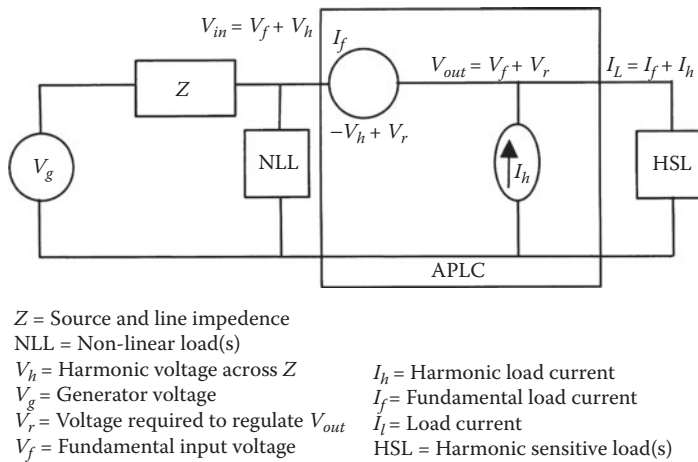 V_in = V_f + V_h
I_f
V_out = V_f + V_r
I_L = I_f + I_h
Z
−V_h + V_r
V_g
NLL
I_h
HSL
APLC
Z = Source and line impedence
NLL = Non-linear load(s)
V_h = Harmonic voltage across Z
V_g = Generator voltage
V_r = Voltage required to regulate V_out
V_f = Fundamental input voltage
I_h = Harmonic load current
I_f = Fundamental load current
I_l = Load current
HSL = Harmonic sensitive load(s)